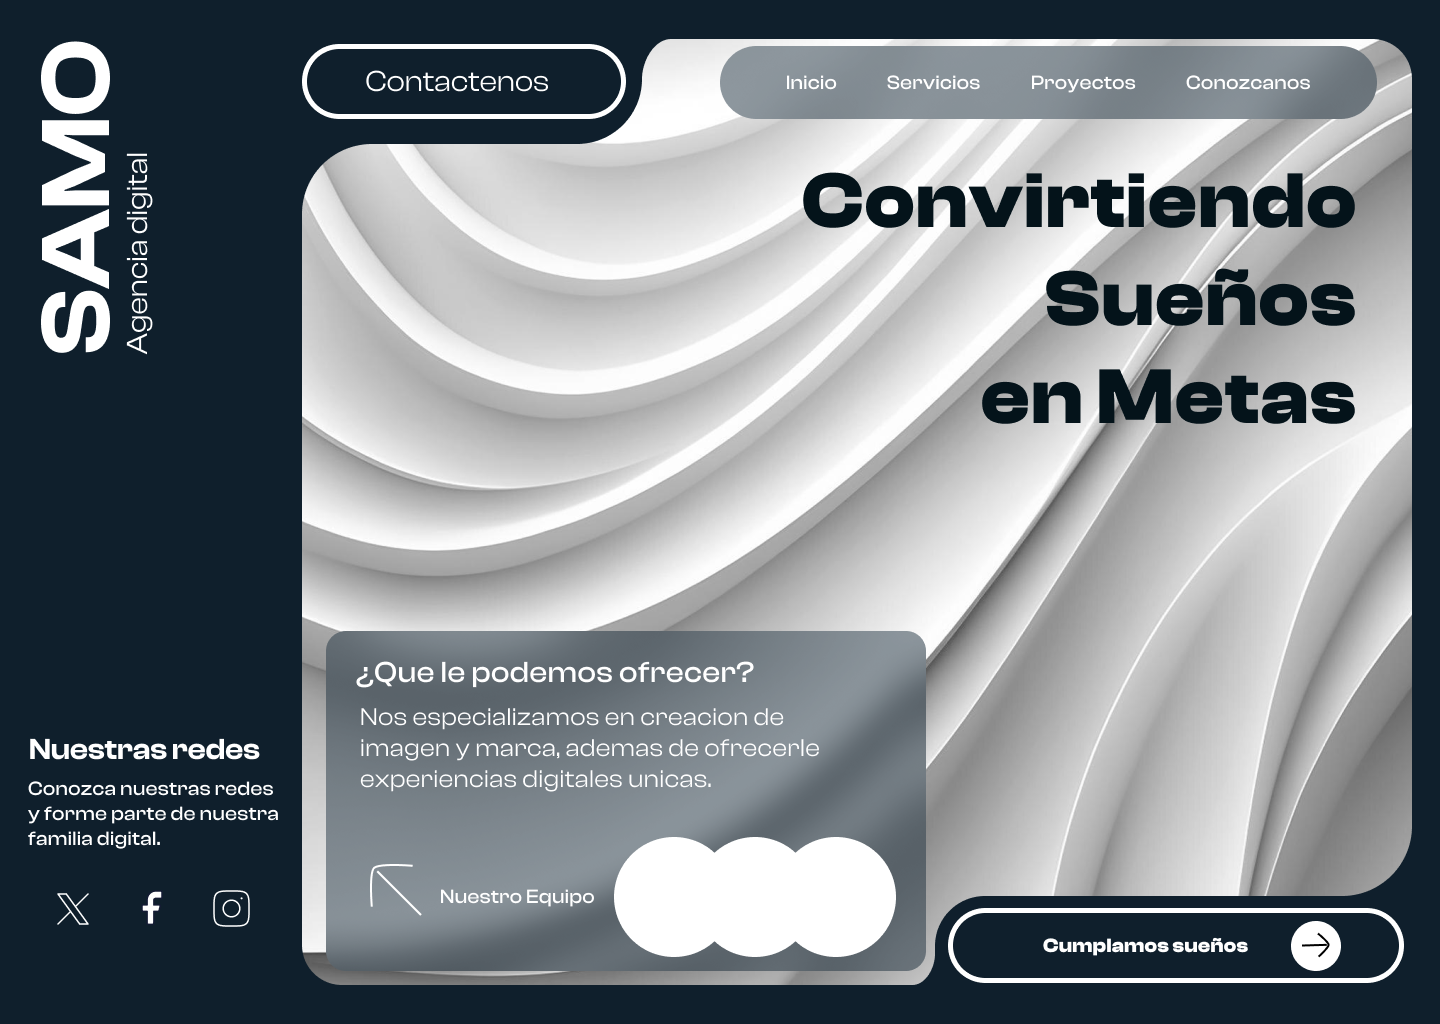 SAMO
Agencia digital
Contactenos
Inicio Servicios Proyectos Conozcanos
Convirtiendo
Sueños
en Metas
¿Que le podemos ofrecer?
Nos especializamos en creacion de
imagen y marca, ademas de ofrecerle
experiencias digitales unicas.
Nuestro Equipo
Nuestras redes
Conozca nuestras redes
y forme parte de nuestra
familia digital.
Cumplamos sueños